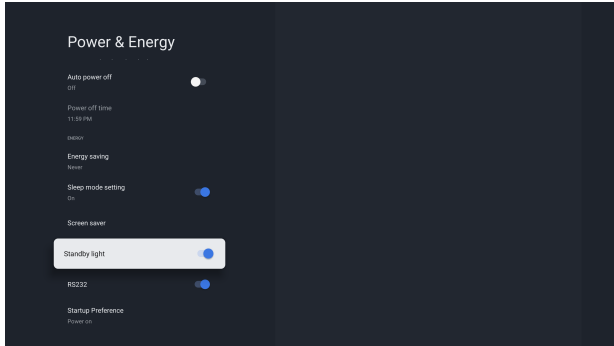 Power & Energy
Auto power off
Off
Power off time
11:59 PM
ENERGY
Energy saving
Never
Sleep mode setting
On
Screen saver
Standby light
RS232
Startup Preference
Power on